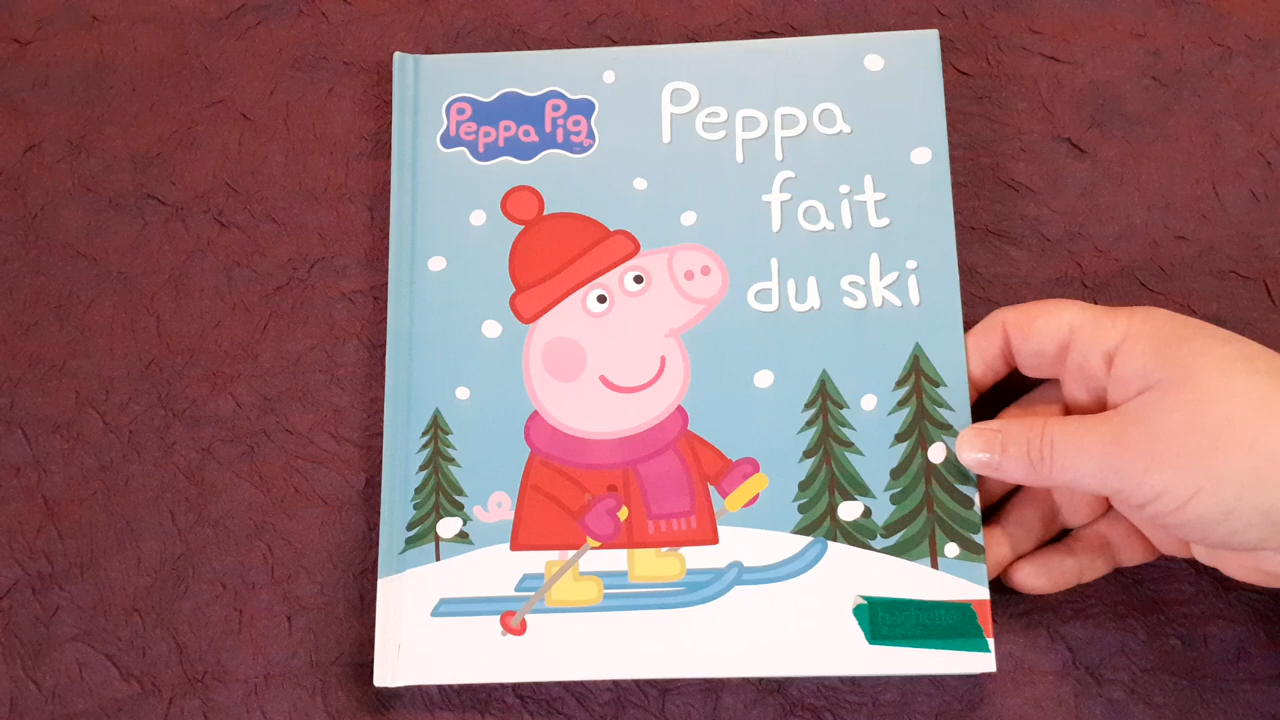 Peppa Pig
Peppa
fait
du ski
hachette